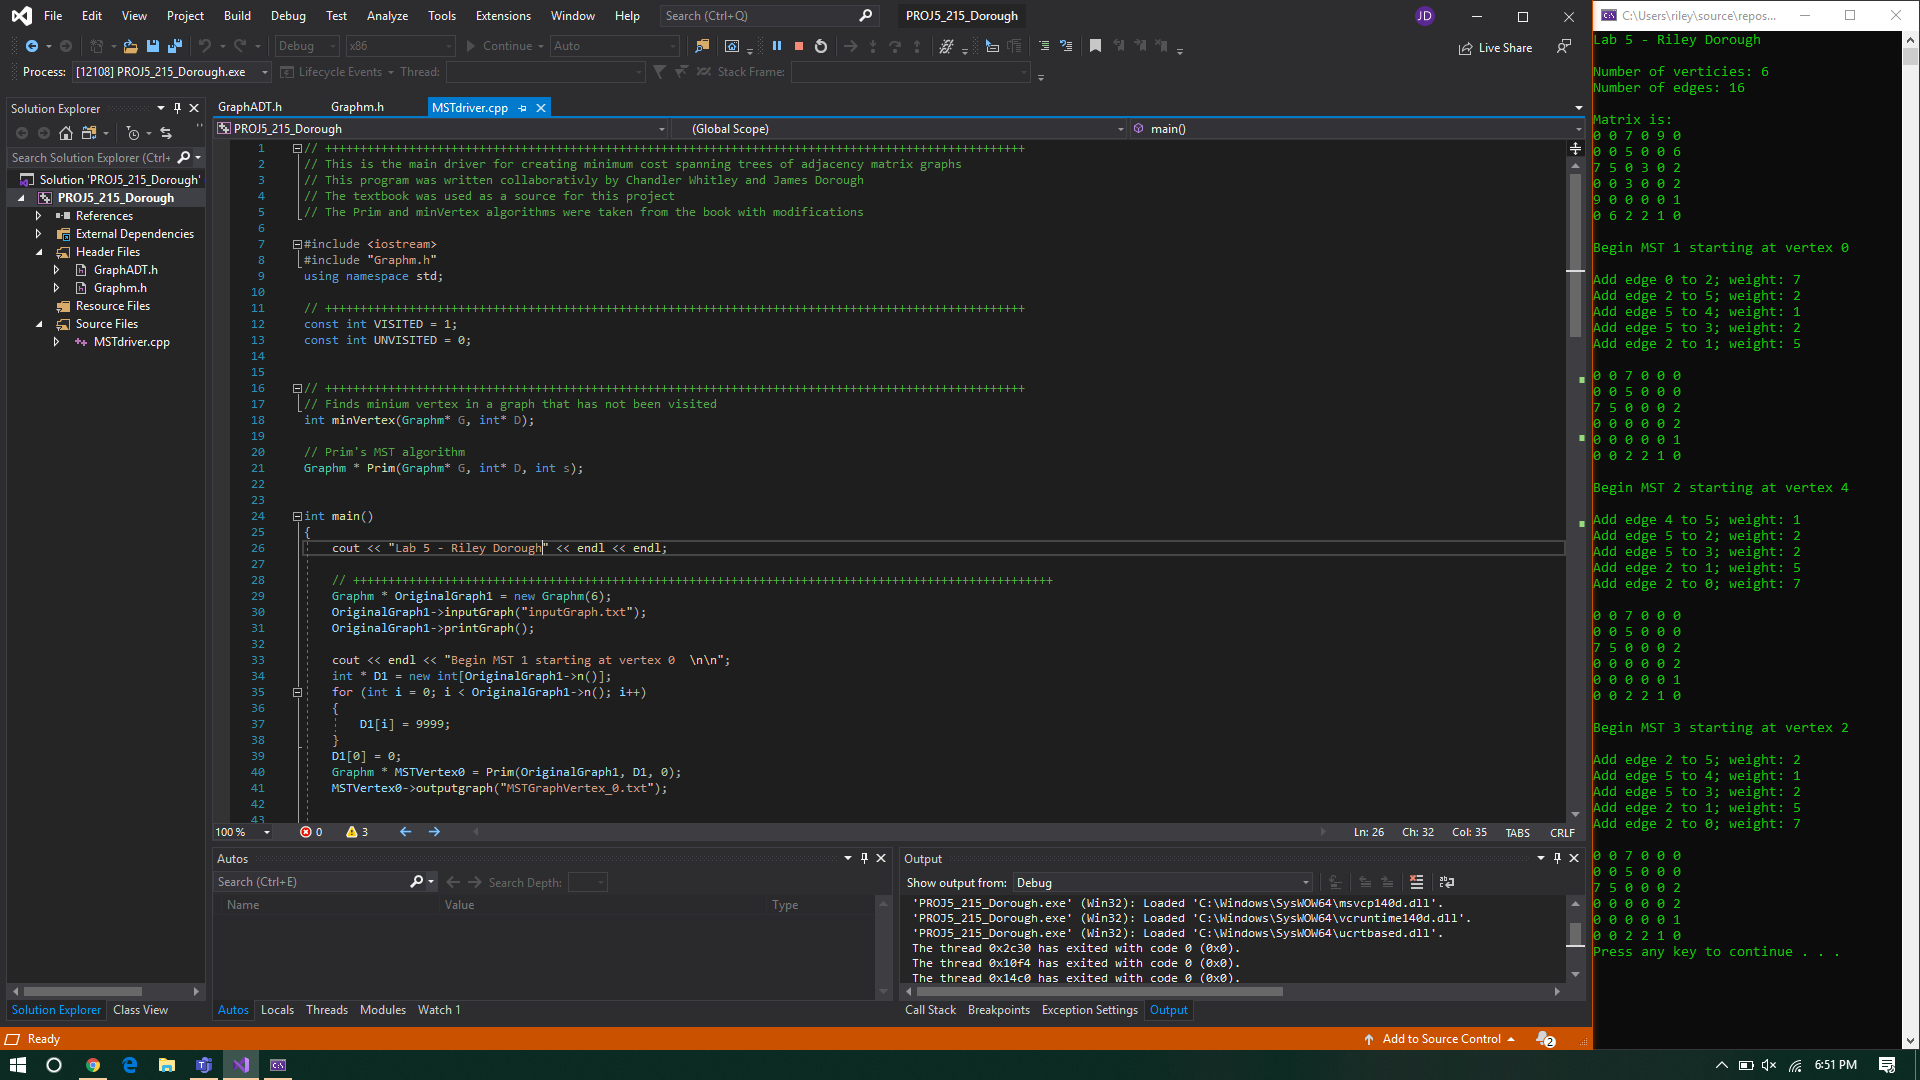 File Edit View Project Build Debug Test Analyze Tools Extensions Window Help Search (Ctrl+Q) PROJ5_215_Dorough JD
Debug x86 Continue Auto Live Share
Process: [12108] PROJ5_215_Dorough.exe Lifecycle Events Thread: Stack Frame:
Solution Explorer
Search Solution Explorer (Ctrl+
Solution 'PROJ5_215_Dorough'
PROJ5_215_Dorough
References
External Dependencies
Header Files
GraphADT.h
Graphm.h
Resource Files
Source Files
MSTdriver.cpp
Solution Explorer Class View
GraphADT.h Graphm.h MSTdriver.cpp
PROJ5_215_Dorough (Global Scope) main()
1 // ++++++++++++++++++++++++++++++++++++++++++++++++++++++++++++++++++++++++++++++++++++++++++++++++++++
2 // This is the main driver for creating minimum cost spanning trees of adjacency matrix graphs
3 // This program was written collaborativly by Chandler Whitley and James Dorough
4 // The textbook was used as a source for this project
5 // The Prim and minVertex algorithms were taken from the book with modifications
6
7 #include <iostream>
8 #include "Graphm.h"
9 using namespace std;
10
11 // ++++++++++++++++++++++++++++++++++++++++++++++++++++++++++++++++++++++++++++++++++++++++++++++++++++
12 const int VISITED = 1;
13 const int UNVISITED = 0;
14
15
16 // ++++++++++++++++++++++++++++++++++++++++++++++++++++++++++++++++++++++++++++++++++++++++++++++++++++
17 // Finds minium vertex in a graph that has not been visited
18 int minVertex(Graphm* G, int* D);
19
20 // Prim's MST algorithm
21 Graphm * Prim(Graphm* G, int* D, int s);
22
23
24 int main()
25 {
26 cout << "Lab 5 - Riley Dorough" << endl << endl;
27
28 // ++++++++++++++++++++++++++++++++++++++++++++++++++++++++++++++++++++++++++++++++++++++++++++++++++++
29 Graphm * OriginalGraph1 = new Graphm(6);
30 OriginalGraph1->inputGraph("inputGraph.txt");
31 OriginalGraph1->printGraph();
32
33 cout << endl << "Begin MST 1 starting at vertex 0  \n\n";
34 int * D1 = new int[OriginalGraph1->n()];
35 for (int i = 0; i < OriginalGraph1->n(); i++)
36 {
37 D1[i] = 9999;
38 }
39 D1[0] = 0;
40 Graphm * MSTVertex0 = Prim(OriginalGraph1, D1, 0);
41 MSTVertex0->outputgraph("MSTGraphVertex_0.txt");
42
43
100 % 0 3 Ln: 26 Ch: 32 Col: 35 TABS CRLF
Autos
Search (Ctrl+E) Search Depth:
Name Value Type
Autos Locals Threads Modules Watch 1
Output
Show output from: Debug
'PROJ5_215_Dorough.exe' (Win32): Loaded 'C:\Windows\SysWOW64\msvcp140d.dll'.
'PROJ5_215_Dorough.exe' (Win32): Loaded 'C:\Windows\SysWOW64\vcruntime140d.dll'.
'PROJ5_215_Dorough.exe' (Win32): Loaded 'C:\Windows\SysWOW64\ucrtbased.dll'.
The thread 0x2c30 has exited with code 0 (0x0).
The thread 0x10f4 has exited with code 0 (0x0).
The thread 0x14c0 has exited with code 0 (0x0).
Call Stack Breakpoints Exception Settings Output
Ready Add to Source Control 2
C:\Users\riley\source\repos...
Lab 5 - Riley Dorough
Number of verticies: 6
Number of edges: 16
Matrix is:
0 0 7 0 9 0
0 0 5 0 0 6
7 5 0 3 0 2
0 0 3 0 0 2
9 0 0 0 0 1
0 6 2 2 1 0
Begin MST 1 starting at vertex 0
Add edge 0 to 2; weight: 7
Add edge 2 to 5; weight: 2
Add edge 5 to 4; weight: 1
Add edge 5 to 3; weight: 2
Add edge 2 to 1; weight: 5
0 0 7 0 0 0
0 0 5 0 0 0
7 5 0 0 0 2
0 0 0 0 0 2
0 0 0 0 0 1
0 0 2 2 1 0
Begin MST 2 starting at vertex 4
Add edge 4 to 5; weight: 1
Add edge 5 to 2; weight: 2
Add edge 5 to 3; weight: 2
Add edge 2 to 1; weight: 5
Add edge 2 to 0; weight: 7
0 0 7 0 0 0
0 0 5 0 0 0
7 5 0 0 0 2
0 0 0 0 0 2
0 0 0 0 0 1
0 0 2 2 1 0
Begin MST 3 starting at vertex 2
Add edge 2 to 5; weight: 2
Add edge 5 to 4; weight: 1
Add edge 5 to 3; weight: 2
Add edge 2 to 1; weight: 5
Add edge 2 to 0; weight: 7
0 0 7 0 0 0
0 0 5 0 0 0
7 5 0 0 0 2
0 0 0 0 0 2
0 0 0 0 0 1
0 0 2 2 1 0
Press any key to continue . . .
6:51 PM